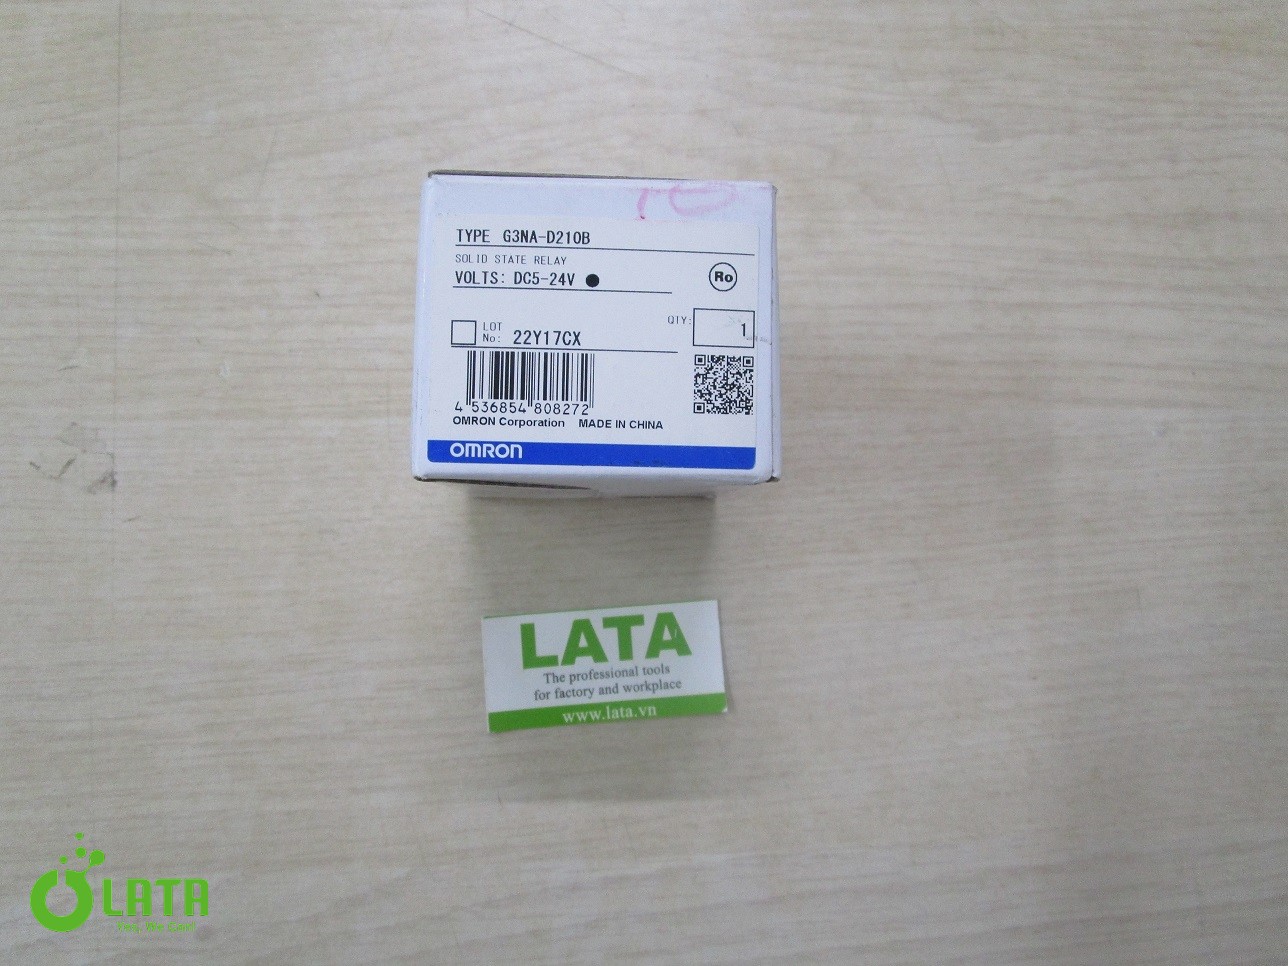 TYPE G3NA-D210B
SOLID STATE RELAY
VOLTS: DC5-24V ●
Ro
QTY: 1
LOT No: 22Y17CX
4 536854 808272
OMRON Corporation MADE IN CHINA
OMRON
LATA
The professional tools
for factory and workplace
www.lata.vn
LATA